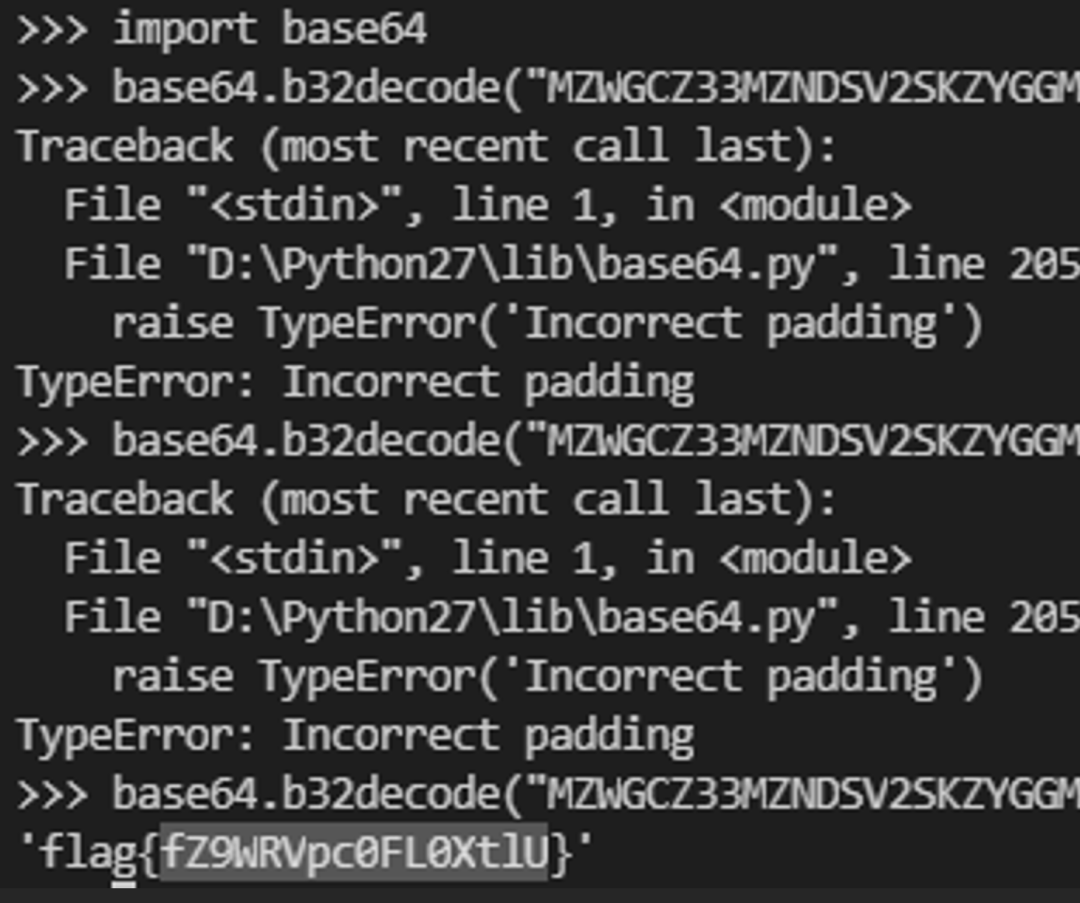 >>> import base64
>>> base64.b32decode("MZWGCZ33MZNDSV2SKZYGGM
Traceback (most recent call last):
  File "<stdin>", line 1, in <module>
  File "D:\Python27\lib\base64.py", line 205
    raise TypeError('Incorrect padding')
TypeError: Incorrect padding
>>> base64.b32decode("MZWGCZ33MZNDSV2SKZYGGM
Traceback (most recent call last):
  File "<stdin>", line 1, in <module>
  File "D:\Python27\lib\base64.py", line 205
    raise TypeError('Incorrect padding')
TypeError: Incorrect padding
>>> base64.b32decode("MZWGCZ33MZNDSV2SKZYGGM
'flag{fZ9WRVpc0FL0XtlU}'